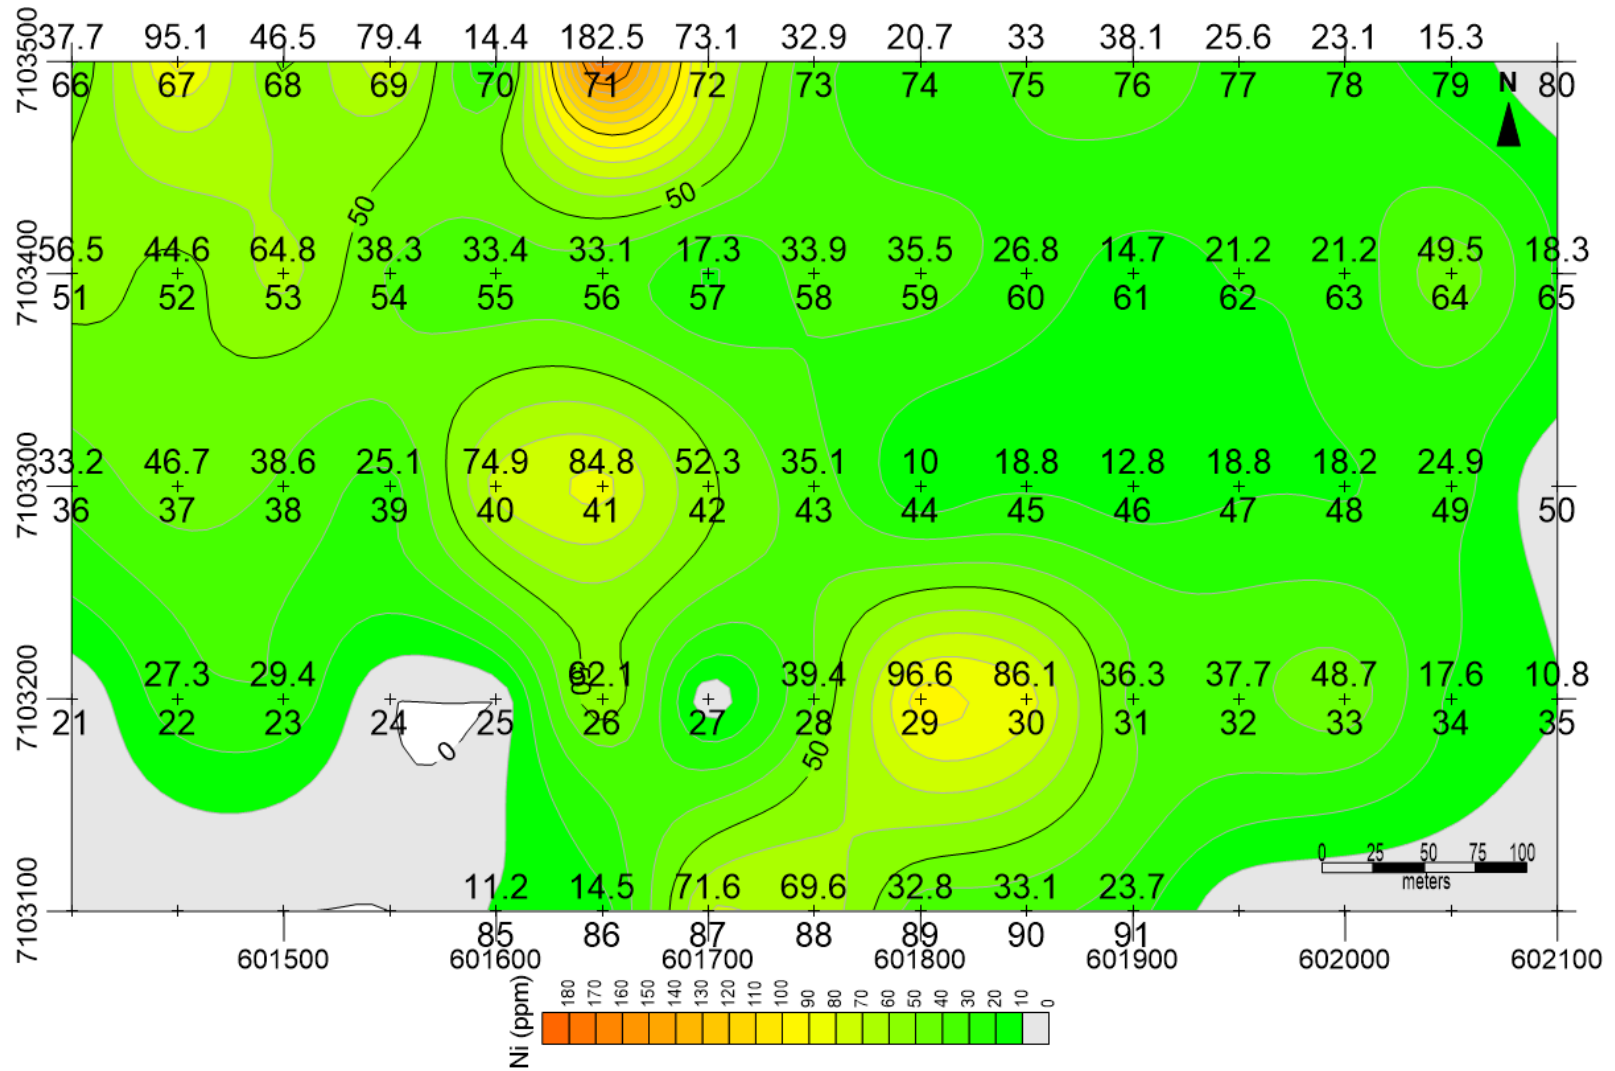 7103500
37.7 95.1 46.5 79.4 14.4 182.5 73.1 32.9 20.7 33 38.1 25.6 23.1 15.3
66 67 68 69 70 71 72 73 74 75 76 77 78 79 N 80
50 50
7103400
56.5 44.6 64.8 38.3 33.4 33.1 17.3 33.9 35.5 26.8 14.7 21.2 21.2 49.5 18.3
51 52 53 54 55 56 57 58 59 60 61 62 63 64 65
7103300
33.2 46.7 38.6 25.1 74.9 84.8 52.3 35.1 10 18.8 12.8 18.8 18.2 24.9
36 37 38 39 40 41 42 43 44 45 46 47 48 49 50
7103200
27.3 29.4 62.1 39.4 96.6 86.1 36.3 37.7 48.7 17.6 10.8
50
21 22 23 24 25 26 27 28 29 30 31 32 33 34 35
0 50
0 25 50 75 100
meters
7103100
11.2 14.5 71.6 69.6 32.8 33.1 23.7
85 86 87 88 89 90 91
601500 601600 601700 601800 601900 602000 602100
Ni (ppm)
180 170 160 150 140 130 120 110 100 90 80 70 60 50 40 30 20 10 0